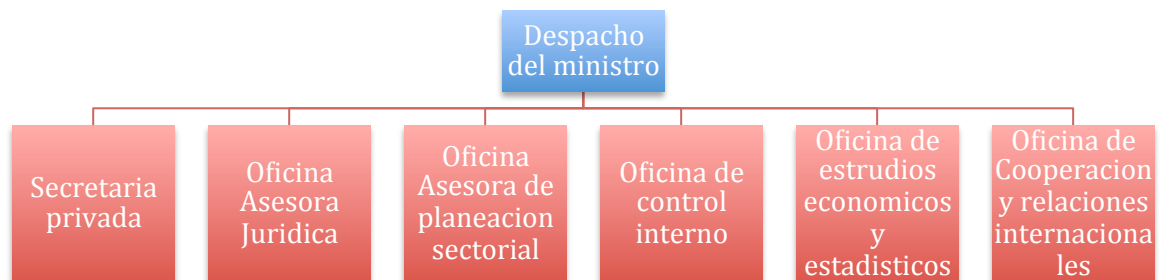 Despacho
del ministro
Secretaria
privada
Oficina
Asesora
Juridica
Oficina
Asesora de
planeacion
sectorial
Oficina de
control
interno
Oficina de
estrudios
economicos
y
estadisticos
Oficina de
Cooperacion
y relaciones
internaciona
les